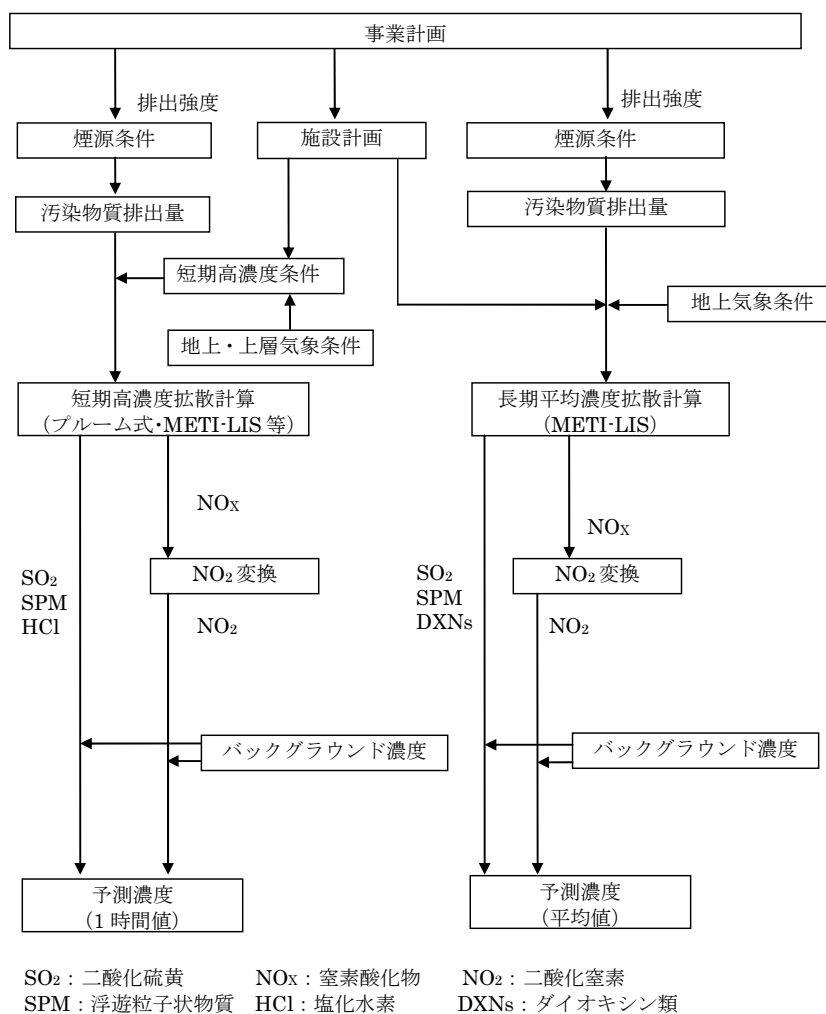 事業計画
排出強度
排出強度
煙源条件
施設計画
煙源条件
汚染物質排出量
汚染物質排出量
短期高濃度条件
地上気象条件
地上・上層気象条件
短期高濃度拡散計算
（プルーム式・METI-LIS 等）
長期平均濃度拡散計算
（METI-LIS）
NOX
NOX
SO2
SPM
HCl
NO2 変換
SO2
SPM
DXNs
NO2 変換
NO2
NO2
バックグラウンド濃度
バックグラウンド濃度
予測濃度
（1 時間値）
予測濃度
（平均値）
SO2：二酸化硫黄 NOX：窒素酸化物 NO2：二酸化窒素
SPM：浮遊粒子状物質 HCl：塩化水素 DXNs：ダイオキシン類